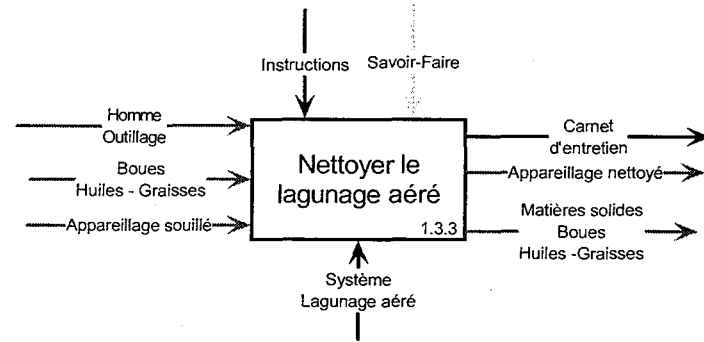 Instructions
Savoir-Faire
Homme
Outillage
Boues
Huiles - Graisses
Appareillage souillé
Nettoyer le
lagunage aéré
1.3.3
Carnet
d'entretien
Appareillage nettoyé
Matières solides
Boues
Huiles -Graisses
Système
Lagunage aéré